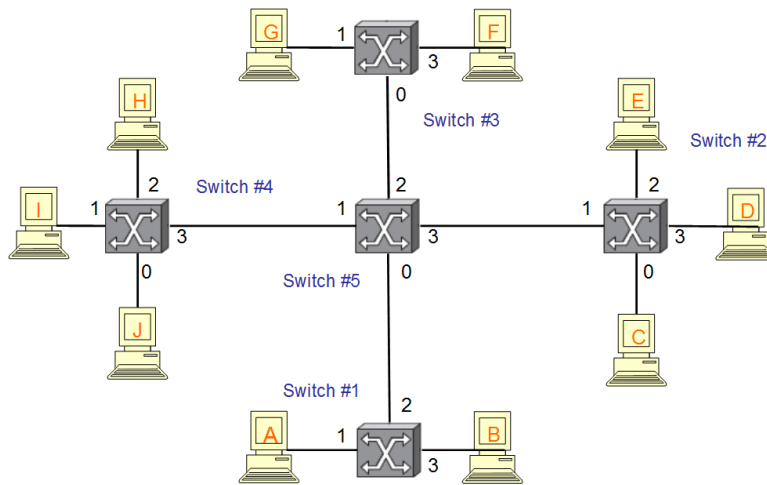 G 1 3 F
0
Switch #3
H E
Switch #2
2 Switch #4 2 2
I 1 3 1 3 1 3 D
0 Switch #5 0 0
J C
Switch #1
2
A 1 3 B